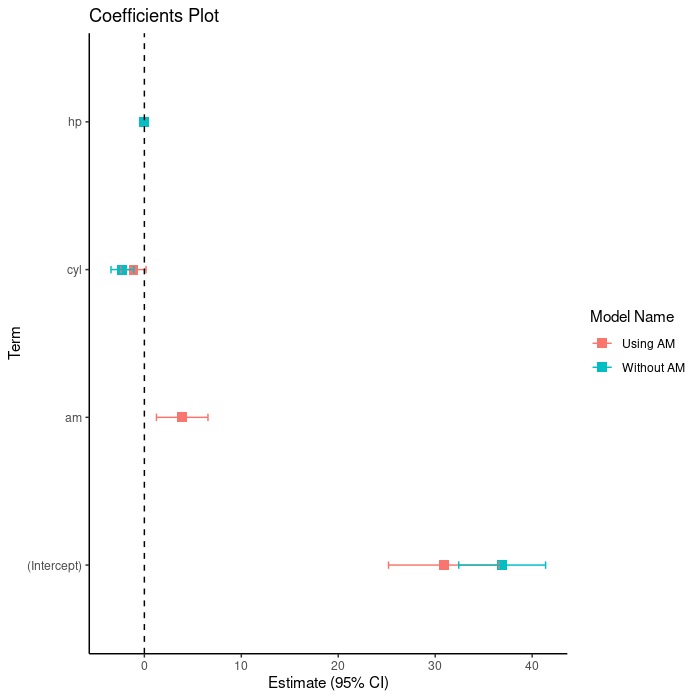 Coefficients Plot
hp
cyl
am
(Intercept)
Term
0 10 20 30 40
Estimate (95% CI)
Model Name
Using AM
Without AM